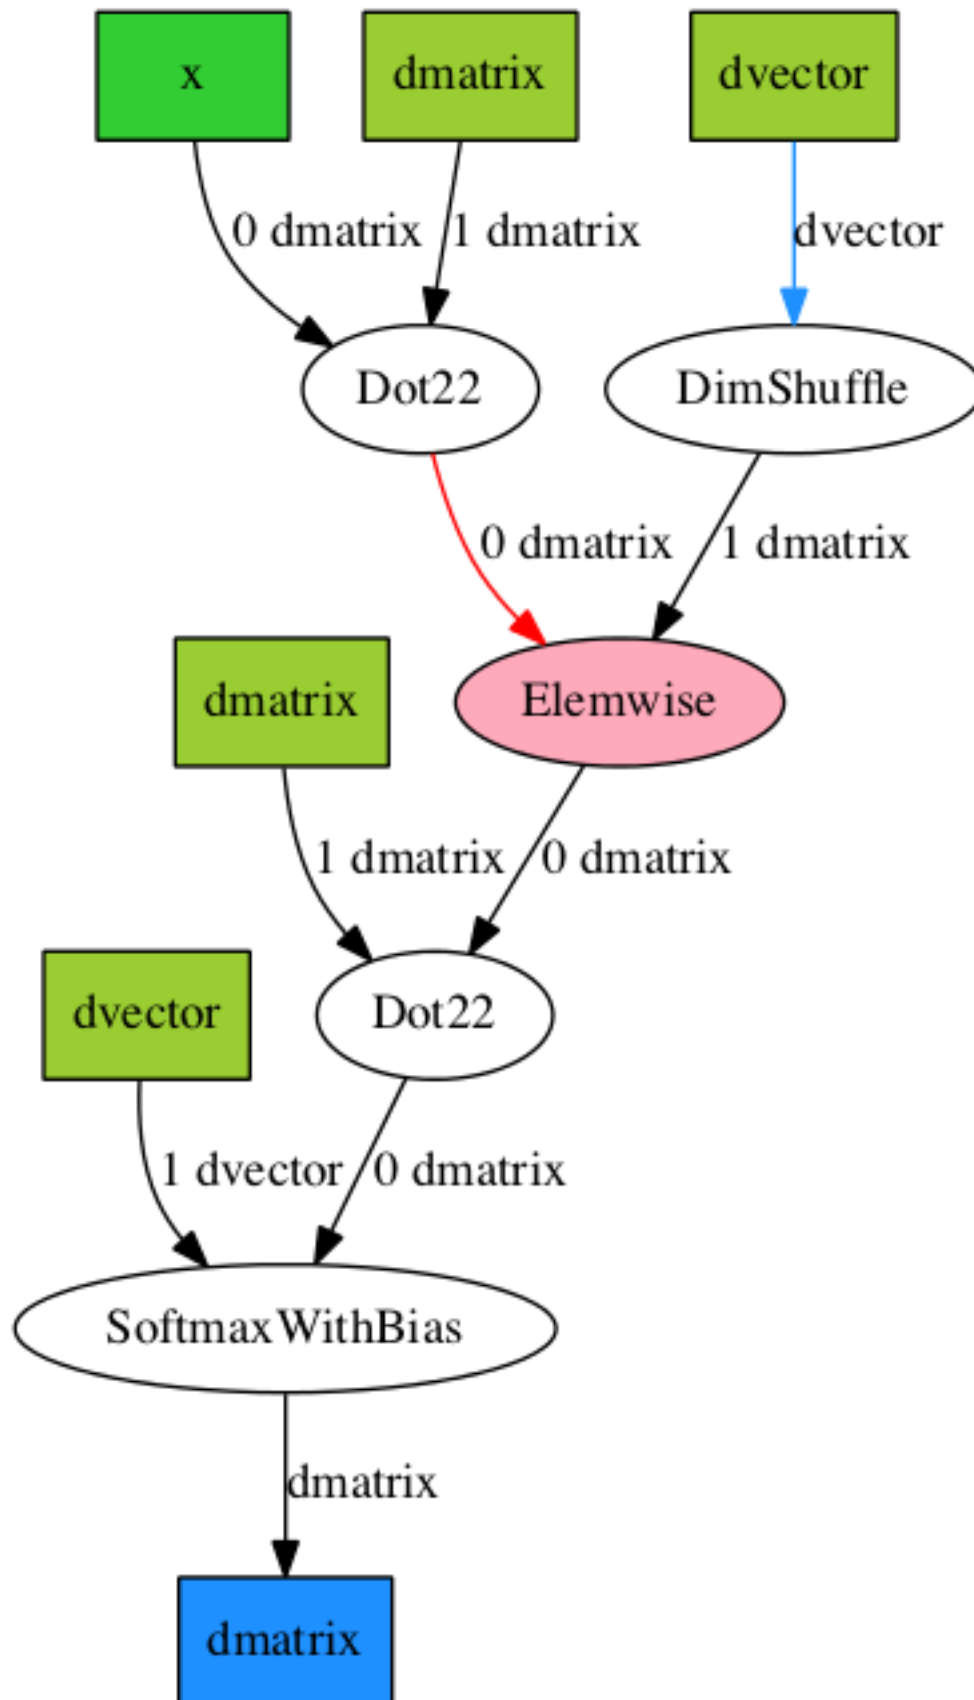 x
dmatrix
dvector
0 dmatrix
1 dmatrix
dvector
Dot22
DimShuffle
0 dmatrix
1 dmatrix
dmatrix
Elemwise
1 dmatrix
0 dmatrix
dvector
Dot22
1 dvector
0 dmatrix
SoftmaxWithBias
dmatrix
dmatrix